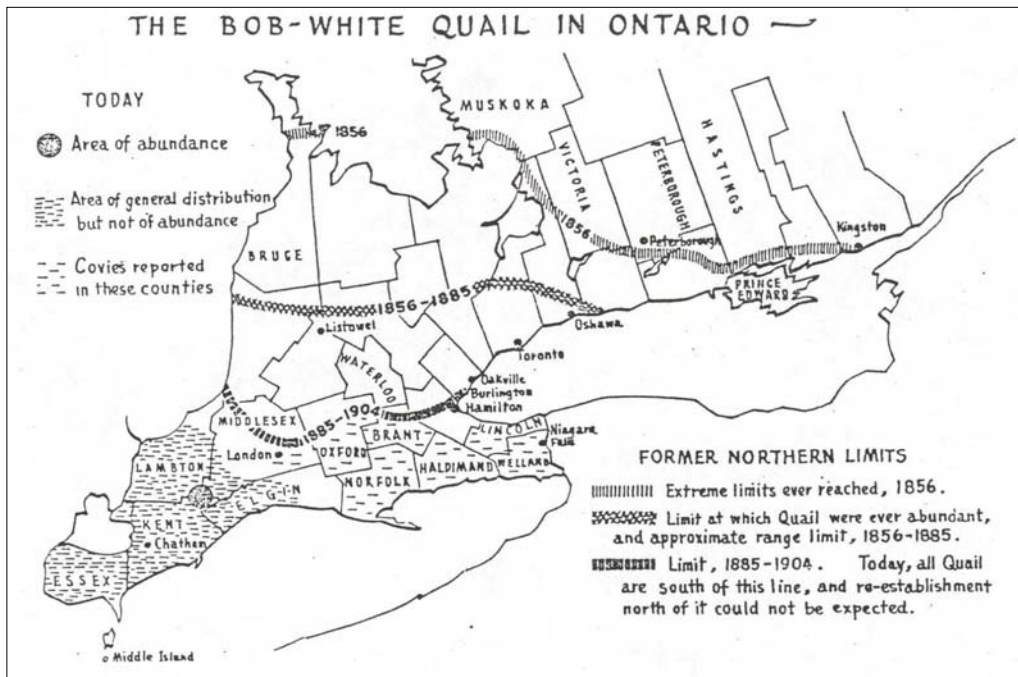 THE BOB-WHITE QUAIL IN ONTARIO
TODAY
Area of abundance
Area of general distribution
but not of abundance
Covies reported
in these counties
1856
MUSKOKA
VICTORIA
PETERBOROUGH
HASTINGS
1856
Peterborough
Kingston
PRINCE
EDWARD
BRUCE
1856-1885
Listowel
Oshawa
Toronto
WATERLOO
Oakville
Burlington
Hamilton
1885-1904
MIDDLESEX
London
OXFORD
BRANT
LINCOLN
Niagara
Falls
WELLAND
HALDIMAND
NORFOLK
LAMBTON
ELGIN
KENT
Chatham
ESSEX
Middle Island
FORMER NORTHERN LIMITS
Extreme limits ever reached, 1856.
Limit at which Quail were ever abundant,
and approximate range limit, 1856-1885.
Limit, 1885-1904. Today, all Quail
are south of this line, and re-establishment
north of it could not be expected.